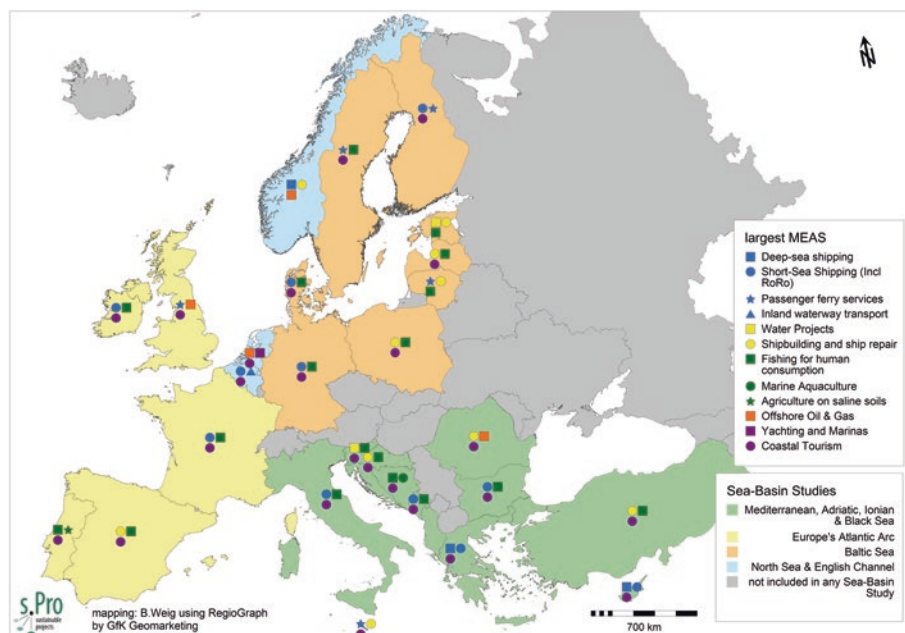 N
largest MEAS
Deep-sea shipping
Short-Sea Shipping (Incl
RoRo)
Passenger ferry services
Inland waterway transport
Water Projects
Shipbuilding and ship repair
Fishing for human
consumption
Marine Aquaculture
Agriculture on saline soils
Offshore Oil & Gas
Yachting and Marinas
Coastal Tourism
Sea-Basin Studies
Mediterranean, Adriatic, Ionian
& Black Sea
Europe's Atlantic Arc
Baltic Sea
North Sea & English Channel
not included in any Sea-Basin
Study
s.Pro
sustainable
projects
mapping: B.Weig using RegioGraph
by GfK Geomarketing
700 km